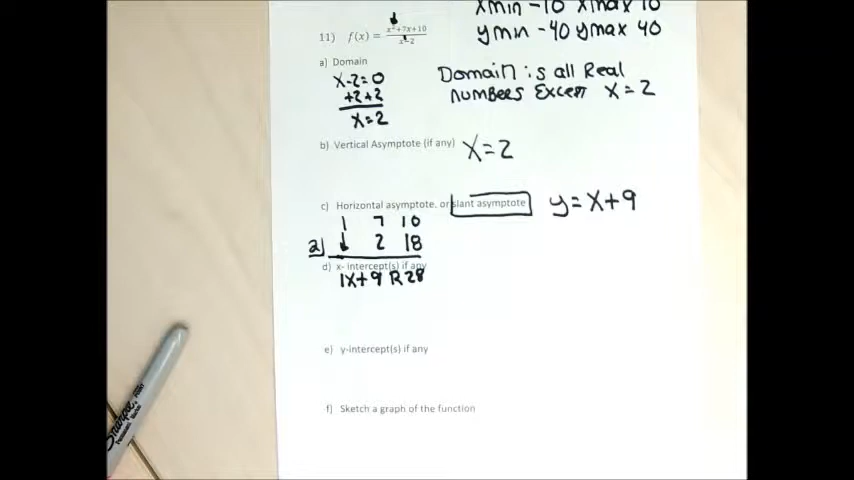 xmin -10 xmax 10
ymin -40 ymax 40
11) f(x) = x²+7x+10 / x-2
a) Domain
x-2=0
+2 +2
x=2
Domain is all Real
numbers Except x=2
b) Vertical Asymptote (if any) x=2
c) Horizontal asymptote, or slant asymptote y=x+9
1 7 10
2 ↓ 2 18
d) x- intercept(s) if any
1x+9 R28
e) y-intercept(s) if any
f) Sketch a graph of the function
Sharpie